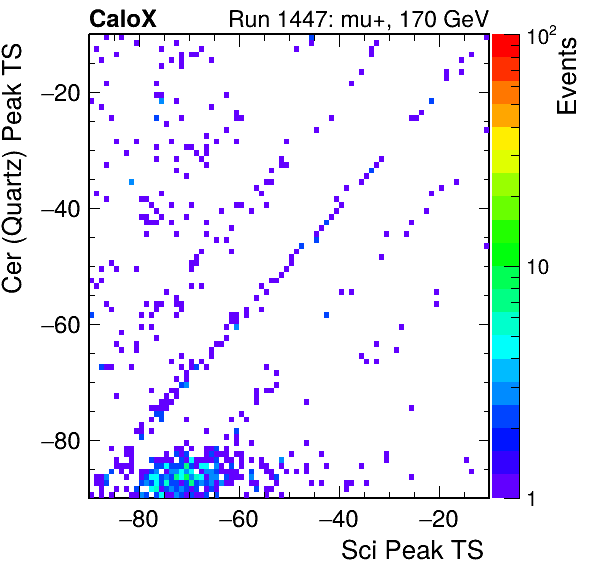 CaloX Run 1447: mu+, 170 GeV
Cer (Quartz) Peak TS
−20
−40
−60
−80
−80 −60 −40 −20
Sci Peak TS
10²
10
1
Events